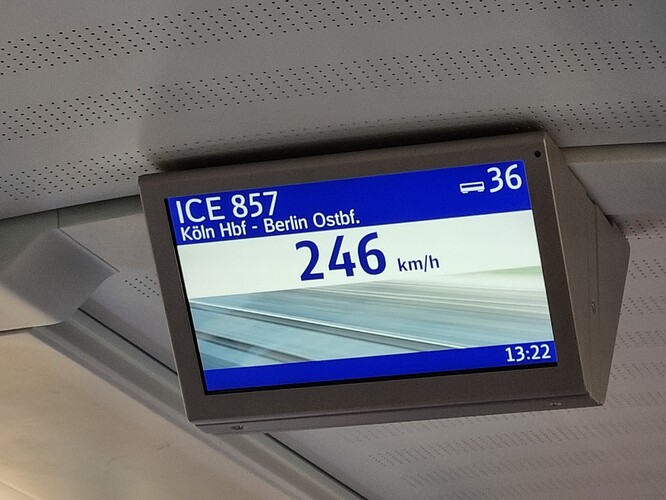 ICE 857
36
Köln Hbf - Berlin Ostbf.
246 km/h
13:22